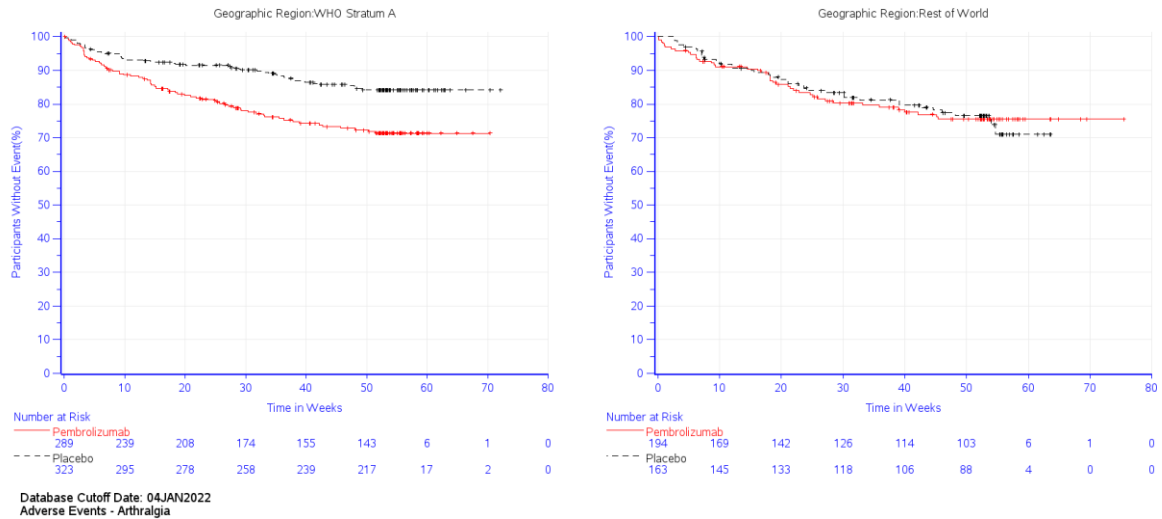 Geographic Region:WHO Stratum A
Participants Without Event(%)
100
90
80
70
60
50
40
30
20
10
0
0 10 20 30 40 50 60 70 80
Time in Weeks
Number at Risk
Pembrolizumab
289 239 208 174 155 143 6 1 0
Placebo
323 295 278 258 239 217 17 2 0
Geographic Region:Rest of World
Participants Without Event(%)
100
90
80
70
60
50
40
30
20
10
0
0 10 20 30 40 50 60 70 80
Time in Weeks
Number at Risk
Pembrolizumab
194 169 142 126 114 103 6 1 0
Placebo
163 145 133 118 106 88 4 0 0
Database Cutoff Date: 04JAN2022
Adverse Events - Arthralgia